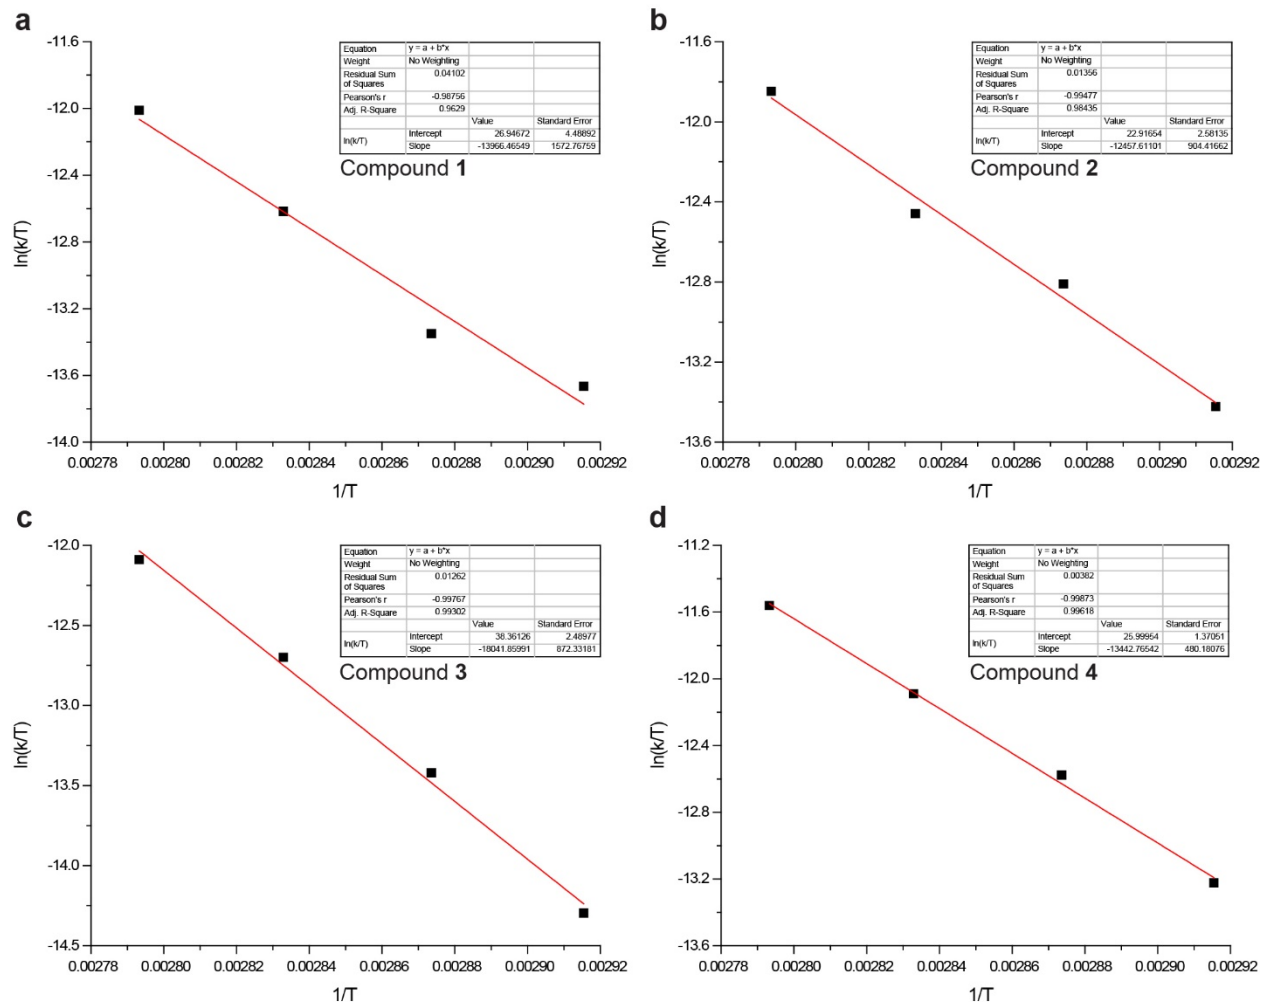 a
-11.6
-12.0
-12.4
-12.8
-13.2
-13.6
-14.0
ln(k/T)
0.00278 0.00280 0.00282 0.00284 0.00286 0.00288 0.00290 0.00292
1/T
Equation y = a + b*x
Weight No Weighting
Residual Sum of Squares 0.04102
Pearson's r -0.98756
Adj. R-Square 0.9629
Value Standard Error
ln(k/T) Intercept 26.94672 4.48892
Slope -13966.46549 1572.76759
Compound 1
b
-11.6
-12.0
-12.4
-12.8
-13.2
-13.6
ln(k/T)
0.00278 0.00280 0.00282 0.00284 0.00286 0.00288 0.00290 0.00292
1/T
Equation y = a + b*x
Weight No Weighting
Residual Sum of Squares 0.01356
Pearson's r -0.99477
Adj. R-Square 0.98435
Value Standard Error
ln(k/T) Intercept 22.91654 2.58135
Slope -12457.61101 904.41662
Compound 2
c
-12.0
-12.5
-13.0
-13.5
-14.0
-14.5
ln(k/T)
0.00278 0.00280 0.00282 0.00284 0.00286 0.00288 0.00290 0.00292
1/T
Equation y = a + b*x
Weight No Weighting
Residual Sum of Squares 0.01262
Pearson's r -0.99767
Adj. R-Square 0.99302
Value Standard Error
ln(k/T) Intercept 38.36126 2.48977
Slope -18041.85991 872.33181
Compound 3
d
-11.2
-11.6
-12.0
-12.4
-12.8
-13.2
-13.6
ln(k/T)
0.00278 0.00280 0.00282 0.00284 0.00286 0.00288 0.00290 0.00292
1/T
Equation y = a + b*x
Weight No Weighting
Residual Sum of Squares 0.00382
Pearson's r -0.99873
Adj. R-Square 0.99618
Value Standard Error
ln(k/T) Intercept 25.99954 1.37051
Slope -13442.76542 480.18076
Compound 4